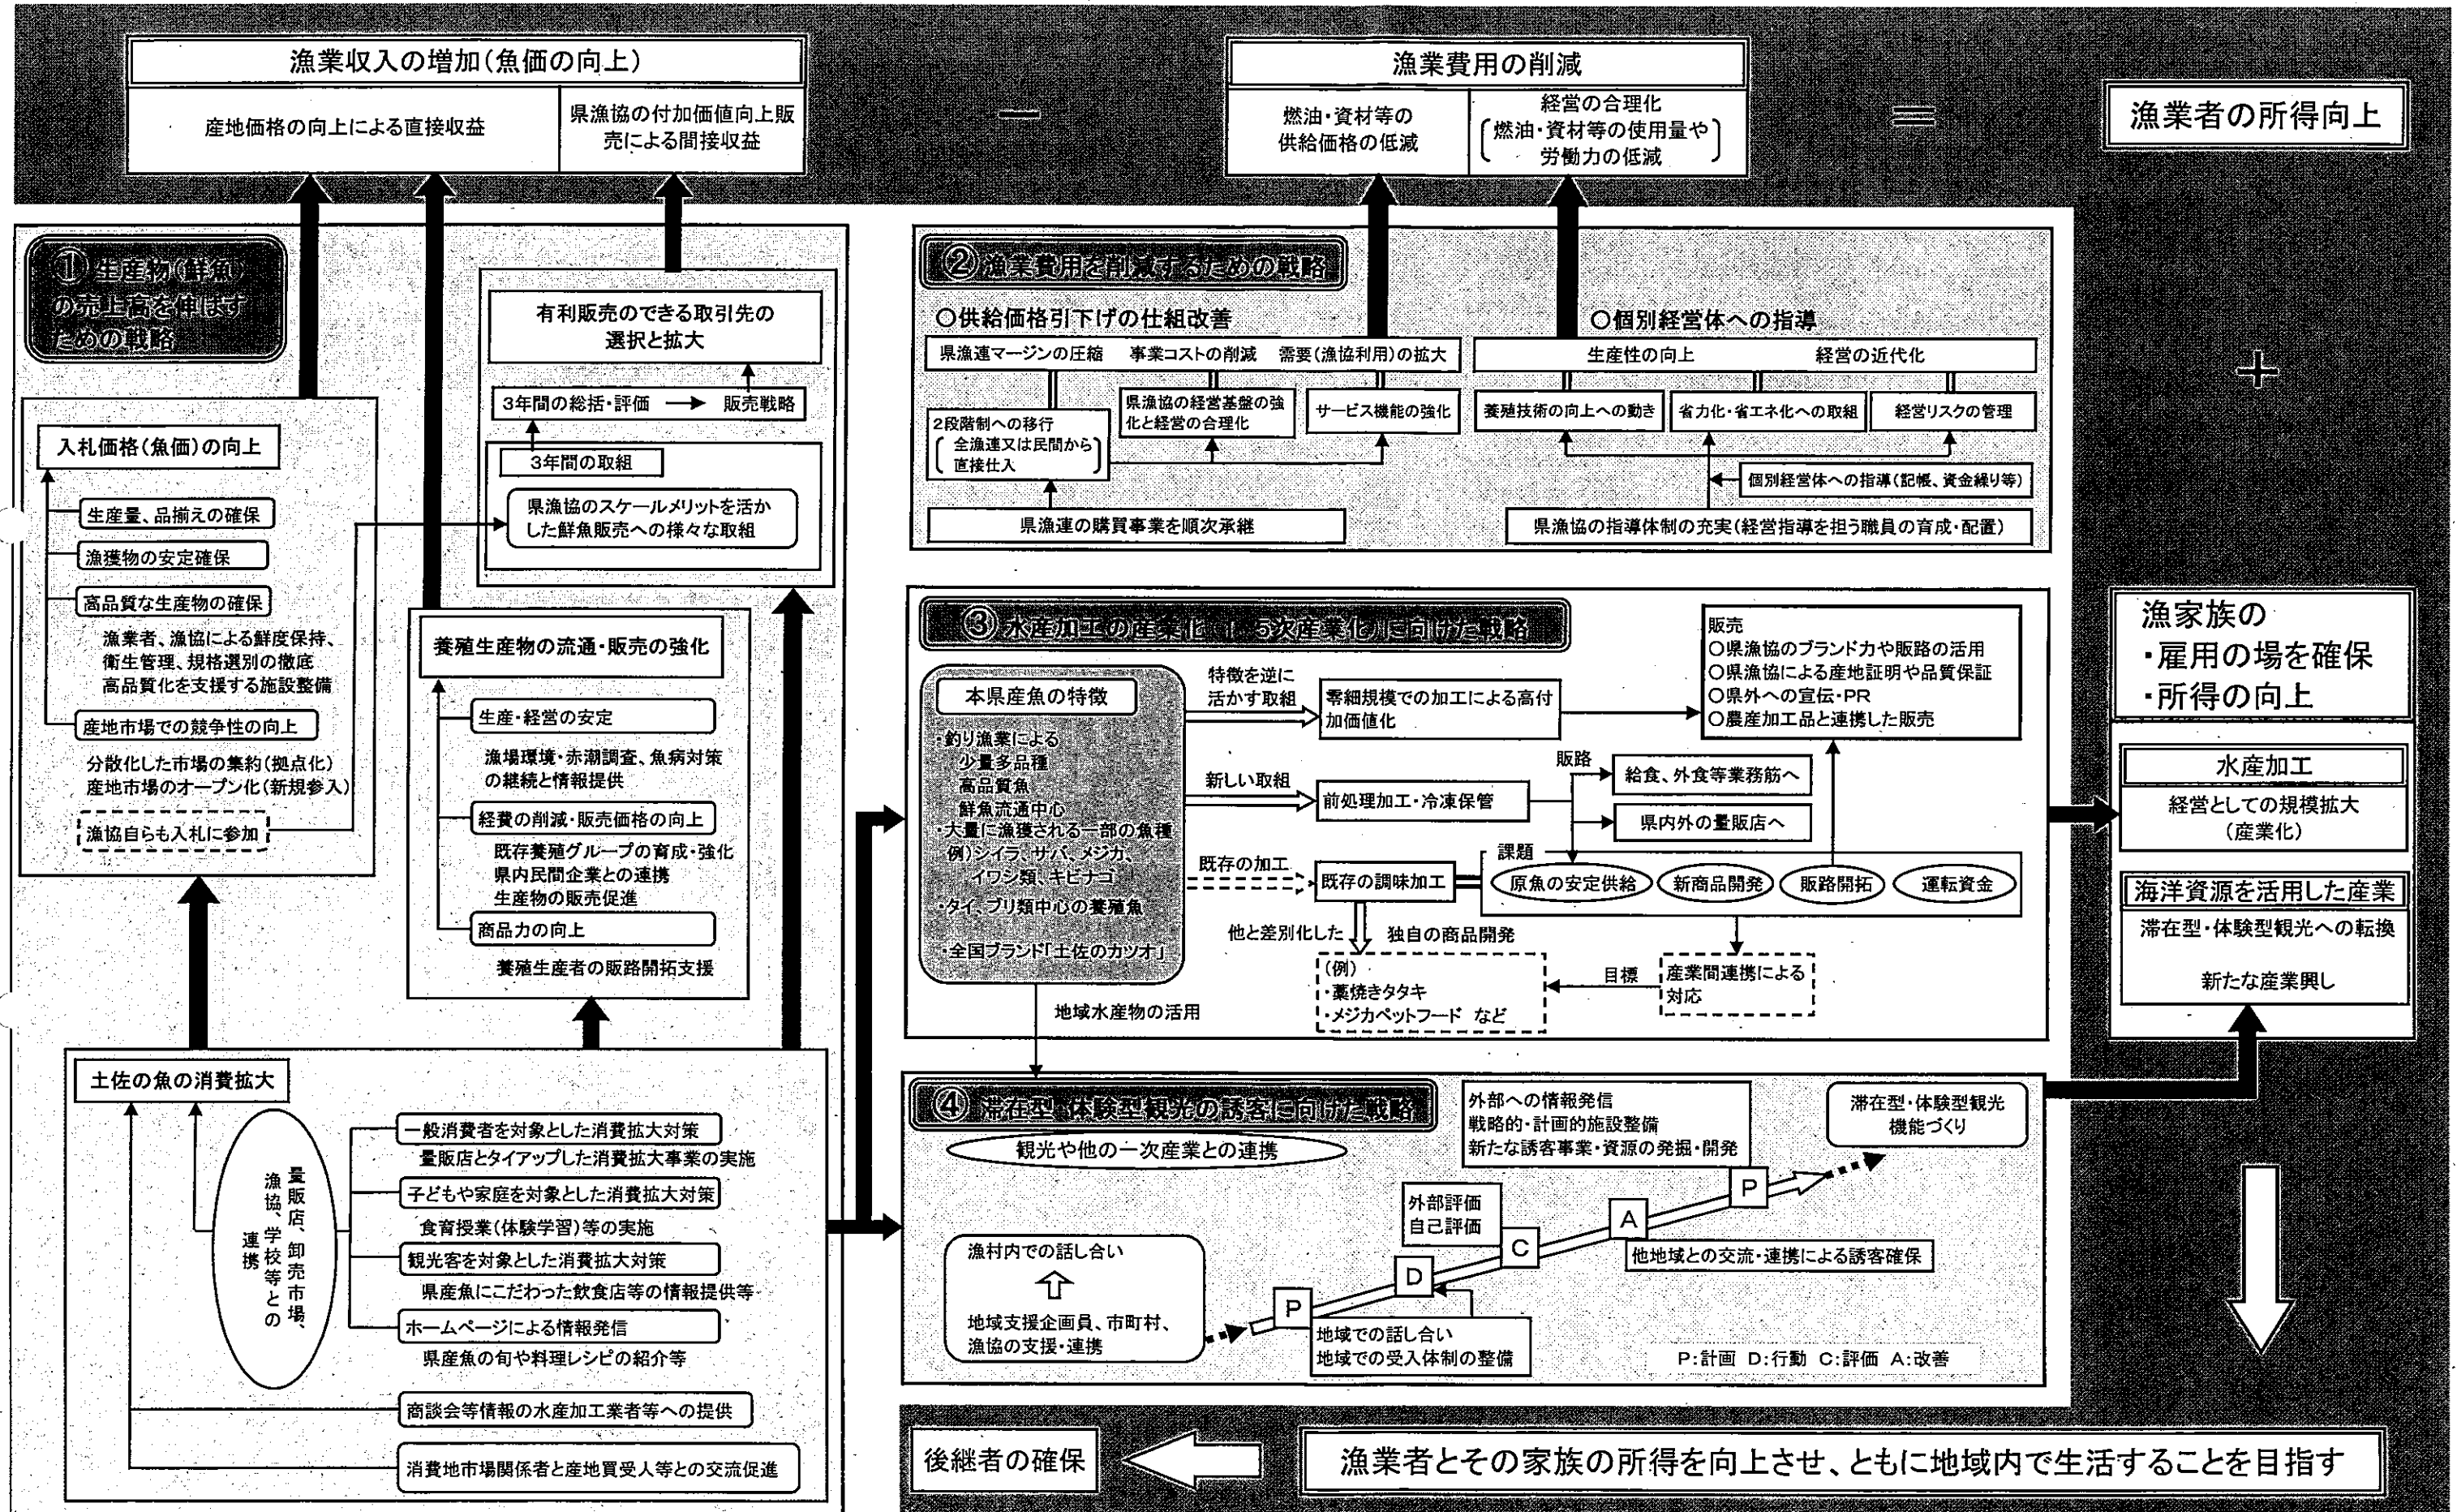 漁業収入の増加(魚価の向上)
産地価格の向上による直接収益
県漁協の付加価値向上販
売による間接収益
－
漁業費用の削減
燃油・資材等の
供給価格の低減
経営の合理化
燃油・資材等の使用量や
労働力の低減
＝
漁業者の所得向上
①生産物(鮮魚)
の売上高を伸ばす
ための戦略
入札価格(魚価)の向上
生産量、品揃えの確保
漁獲物の安定確保
高品質な生産物の確保
漁業者、漁協による鮮度保持、
衛生管理、規格選別の徹底
高品質化を支援する施設整備
産地市場での競争性の向上
分散化した市場の集約(拠点化)
産地市場のオープン化(新規参入)
漁協自らも入札に参加
有利販売のできる取引先の
選択と拡大
3年間の総括・評価 → 販売戦略
3年間の取組
県漁協のスケールメリットを活か
した鮮魚販売への様々な取組
養殖生産物の流通・販売の強化
生産・経営の安定
漁場環境・赤潮調査、魚病対策
の継続と情報提供
経費の削減・販売価格の向上
既存養殖グループの育成・強化
県内民間企業との連携
生産物の販売促進
商品力の向上
養殖生産者の販路開拓支援
土佐の魚の消費拡大
量販店、卸売市場、
漁協、学校等との
連携
一般消費者を対象とした消費拡大対策
量販店とタイアップした消費拡大事業の実施
子どもや家庭を対象とした消費拡大対策
食育授業(体験学習)等の実施
観光客を対象とした消費拡大対策
県産魚にこだわった飲食店等の情報提供等
ホームページによる情報発信
県産魚の旬や料理レシピの紹介等
商談会等情報の水産加工業者等への提供
消費地市場関係者と産地買受人等との交流促進
②漁業費用を削減するための戦略
○供給価格引下げの仕組改善
県漁連マージンの圧縮 事業コストの削減 需要(漁協利用)の拡大
2段階制への移行
全漁連又は民間から
直接仕入
県漁協の経営基盤の強
化と経営の合理化
サービス機能の強化
県漁連の購買事業を順次承継
○個別経営体への指導
生産性の向上 経営の近代化
養殖技術の向上への動き
省力化・省エネ化への取組
経営リスクの管理
個別経営体への指導(記帳、資金繰り等)
県漁協の指導体制の充実(経営指導を担う職員の育成・配置)
③水産加工の産業化(1.5次産業化)に向けた戦略
本県産魚の特徴
・釣り漁業による
少量多品種
高品質魚
鮮魚流通中心
・大量に漁獲される一部の魚種
例)シイラ、サバ、メジカ、
イワシ類、キビナゴ
・タイ、ブリ類中心の養殖魚
・全国ブランド「土佐のカツオ」
特徴を逆に
活かす取組
零細規模での加工による高付
加価値化
販売
○県漁協のブランド力や販路の活用
○県漁協による産地証明や品質保証
○県外への宣伝・PR
○農産加工品と連携した販売
新しい取組
前処理加工・冷凍保管
販路
給食、外食等業務筋へ
県内外の量販店へ
既存の加工
既存の調味加工
課題
原魚の安定供給
新商品開発
販路開拓
運転資金
他と差別化した 独自の商品開発
(例)
・藁焼きタタキ
・メジカペットフード など
目標
産業間連携による
対応
地域水産物の活用
④滞在型・体験型観光の誘客に向けた戦略
観光や他の一次産業との連携
漁村内での話し合い
地域支援企画員、市町村、
漁協の支援・連携
P
D
C
A
P
地域での話し合い
地域での受入体制の整備
外部評価
自己評価
他地域との交流・連携による誘客確保
外部への情報発信
戦略的・計画的施設整備
新たな誘客事業・資源の発掘・開発
滞在型・体験型観光
機能づくり
P:計画 D:行動 C:評価 A:改善
＋
漁家族の
・雇用の場を確保
・所得の向上
水産加工
経営としての規模拡大
(産業化)
海洋資源を活用した産業
滞在型・体験型観光への転換
新たな産業興し
漁業者とその家族の所得を向上させ、ともに地域内で生活することを目指す
後継者の確保